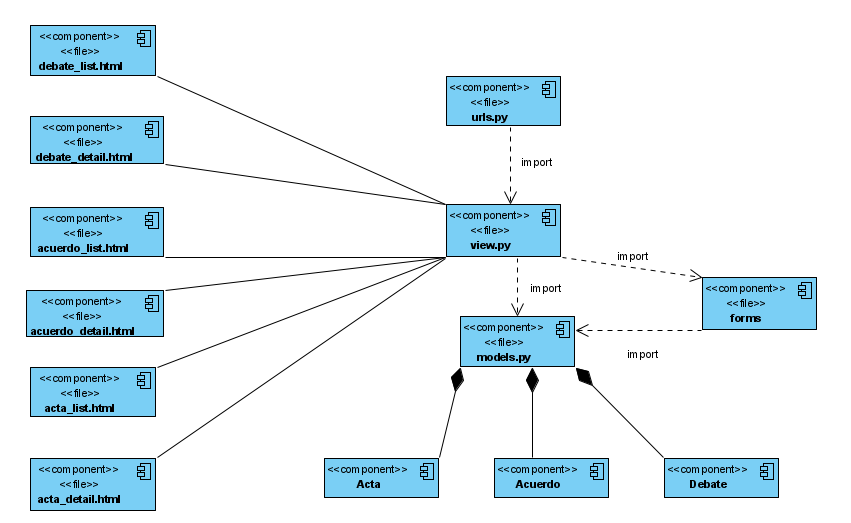 <<component>>
<<file>>
debate_list.html
<<component>>
<<file>>
urls.py
<<component>>
<<file>>
debate_detail.html
import
<<component>>
<<file>>
acuerdo_list.html
<<component>>
<<file>>
view.py
import
<<component>>
<<file>>
acuerdo_detail.html
import
<<component>>
<<file>>
forms
<<component>>
<<file>>
models.py
import
<<component>>
<<file>>
acta_list.html
<<component>>
<<file>>
acta_detail.html
<<component>>
Acta
<<component>>
Acuerdo
<<component>>
Debate